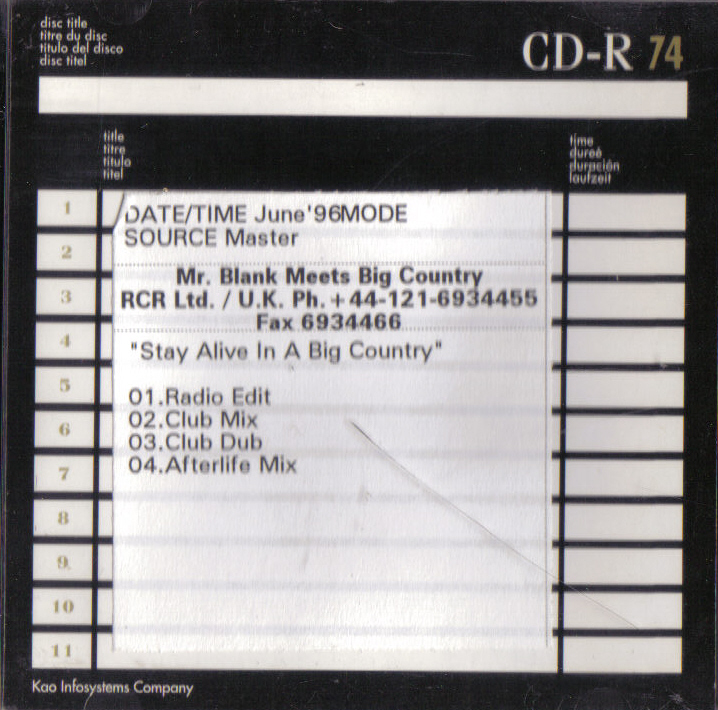 disc title
titre du disc
titulo del disco
disc titel
CD-R 74
title
titre
titulo
titel
time
dureé
duración
laufzeit
1
2
3
4
5
6
7
8
9
10
11
DATE/TIME June'96MODE
SOURCE Master
Mr. Blank Meets Big Country
RCR Ltd. / U.K. Ph. +44-121-6934455
Fax 6934466
"Stay Alive In A Big Country"
01.Radio Edit
02.Club Mix
03.Club Dub
04.Afterlife Mix
Kao Infosystems Company